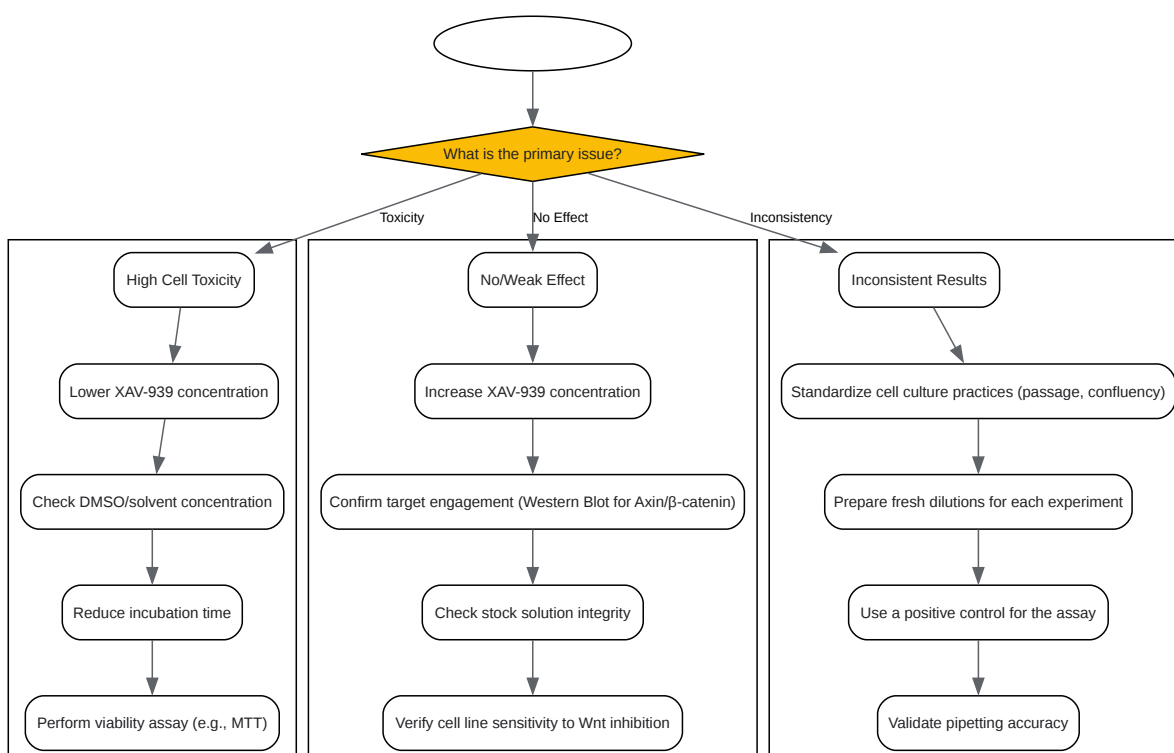 What is the primary issue?
Toxicity
No Effect
Inconsistency
High Cell Toxicity
No/Weak Effect
Inconsistent Results
Lower XAV-939 concentration
Increase XAV-939 concentration
Standardize cell culture practices (passage, confluency)
Check DMSO/solvent concentration
Confirm target engagement (Western Blot for Axin/β-catenin)
Prepare fresh dilutions for each experiment
Reduce incubation time
Check stock solution integrity
Use a positive control for the assay
Perform viability assay (e.g., MTT)
Verify cell line sensitivity to Wnt inhibition
Validate pipetting accuracy